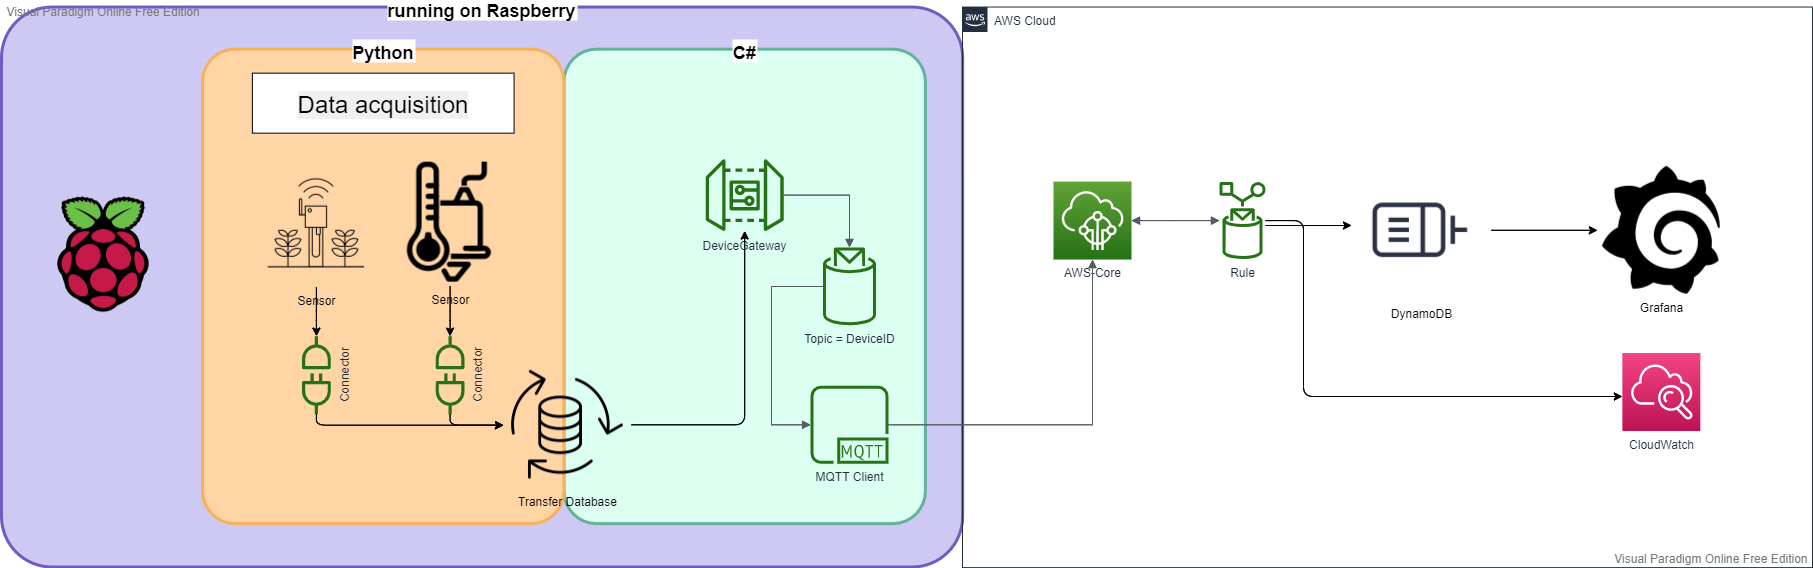 Visual Paradigm Online Free Edition
running on Raspberry
aws
AWS Cloud
Python
C#
Data acquisition
DeviceGateway
AWS-Core
Rule
Sensor
Sensor
DynamoDB
Grafana
Topic = DeviceID
Connector
Connector
MQTT
MQTT Client
CloudWatch
Transfer Database
Visual Paradigm Online Free Edition